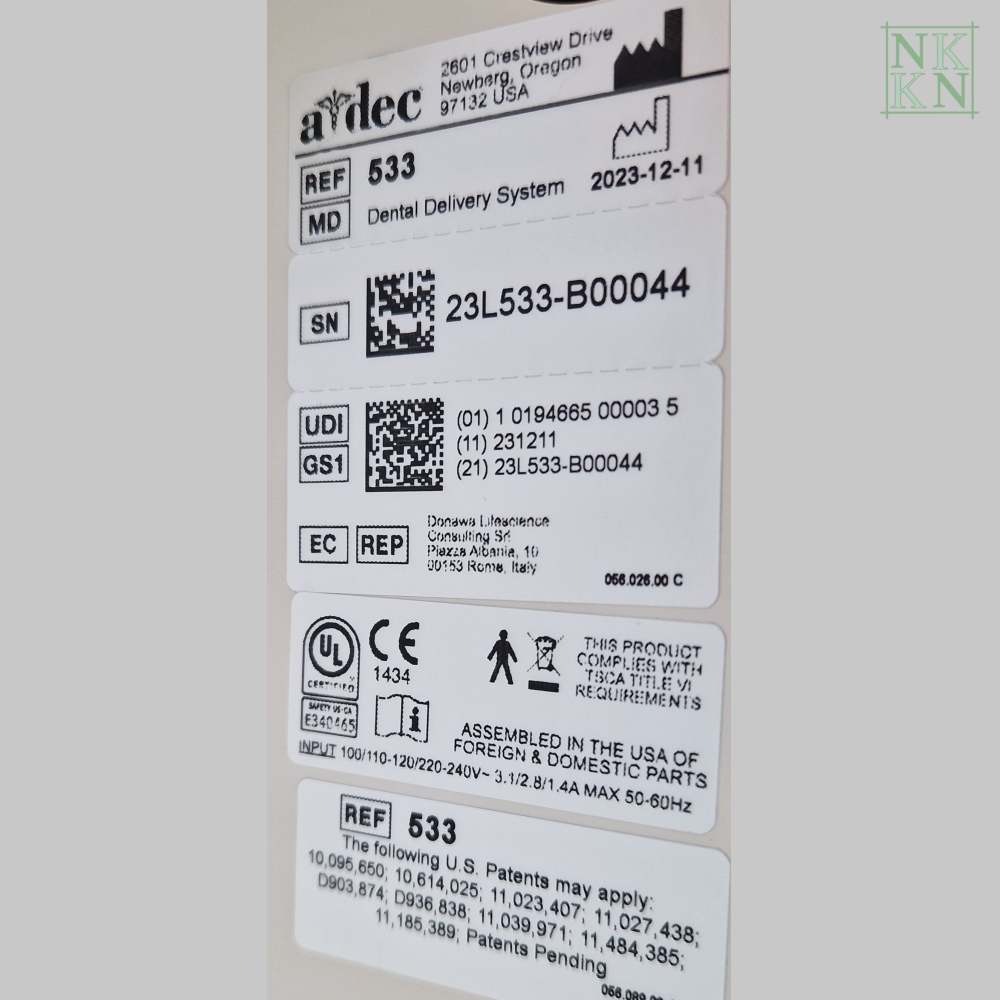 NK
KN
a dec
2601 Crestview Drive
Newberg, Oregon
97132 USA
REF 533
2023-12-11
MD Dental Delivery System
SN 23L533-B00044
UDI (01) 1 0194665 00003 5
(11) 231211
GS1 (21) 23L533-B00044
EC REP Donawa Lifescience
Consulting Srl
Piazza Albania, 10
00153 Rome, Italy
056.026.00 C
UL
CERTIFIED
SAFETY US-CA
E340465
CE
1434
i
THIS PRODUCT
COMPLIES WITH
TSCA TITLE VI
REQUIREMENTS
ASSEMBLED IN THE USA OF
FOREIGN & DOMESTIC PARTS
INPUT 100/110-120/220-240V~ 3.1/2.8/1.4A MAX 50-60Hz
REF 533
The following U.S. Patents may apply:
10,095,650; 10,614,025; 11,023,407; 11,027,438;
D903,874; D936,838; 11,039,971; 11,484,385;
11,185,389; Patents Pending